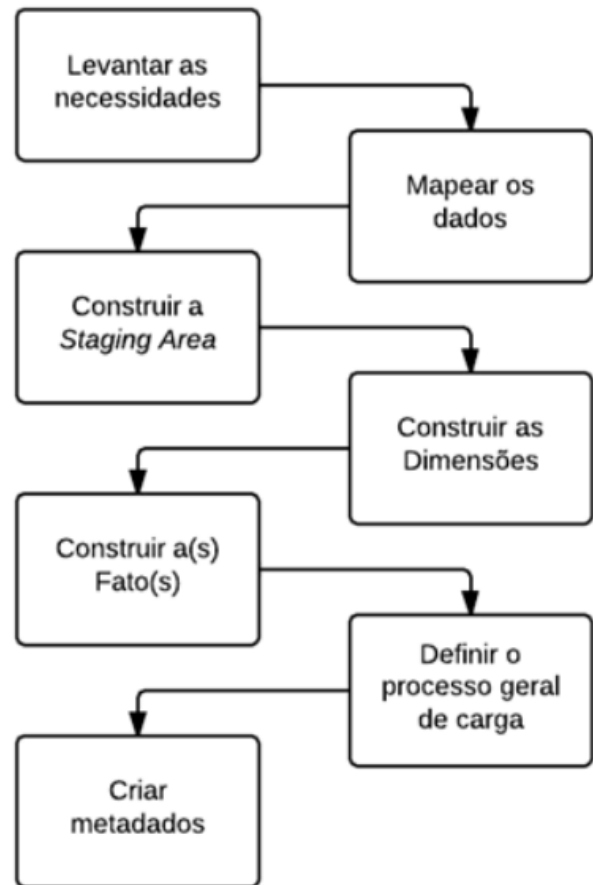 Levantar as
necessidades
Mapear os
dados
Construir a
Staging Area
Construir as
Dimensões
Construir a(s)
Fato(s)
Definir o
processo geral
de carga
Criar
metadados